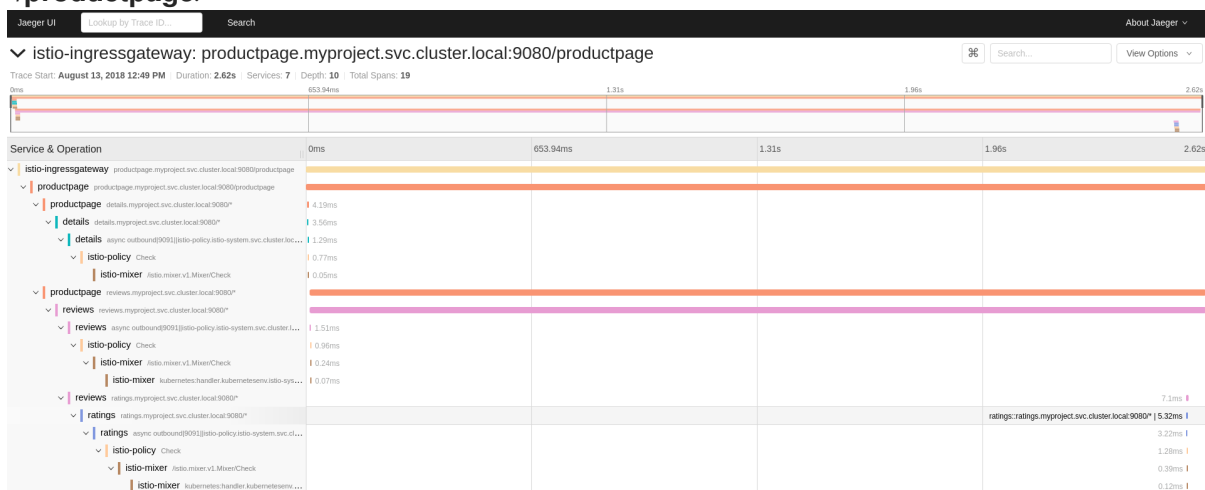 /productpage/
Jaeger UI Lookup by Trace ID... Search About Jaeger
istio-ingressgateway: productpage.myproject.svc.cluster.local:9080/productpage ⌘ Search... View Options
Trace Start: August 13, 2018 12:49 PM | Duration: 2.62s | Services: 7 | Depth: 10 | Total Spans: 19
0ms 653.94ms 1.31s 1.96s 2.62s
Service & Operation 0ms 653.94ms 1.31s 1.96s 2.62s
istio-ingressgateway productpage.myproject.svc.cluster.local:9080/productpage
productpage productpage.myproject.svc.cluster.local:9080/productpage
productpage details.myproject.svc.cluster.local:9080/* 4.19ms
details details.myproject.svc.cluster.local:9080/* 3.56ms
details async outbound|9091||istio-policy.istio-system.svc.cluster.loc... 1.29ms
istio-policy Check 0.77ms
istio-mixer /istio.mixer.v1.Mixer/Check 0.05ms
productpage reviews.myproject.svc.cluster.local:9080/*
reviews reviews.myproject.svc.cluster.local:9080/*
reviews async outbound|9091||istio-policy.istio-system.svc.cluster.l... 1.51ms
istio-policy Check 0.96ms
istio-mixer /istio.mixer.v1.Mixer/Check 0.24ms
istio-mixer kubernetes:handler.kubernetesenv.istio-sys... 0.07ms
reviews ratings.myproject.svc.cluster.local:9080/* 7.1ms
ratings ratings.myproject.svc.cluster.local:9080/* ratings::ratings.myproject.svc.cluster.local:9080/* | 5.32ms
ratings async outbound|9091||istio-policy.istio-system.svc.cl... 3.22ms
istio-policy Check 1.28ms
istio-mixer /istio.mixer.v1.Mixer/Check 0.39ms
istio-mixer kubernetes:handler.kubernetesenv.... 0.12ms